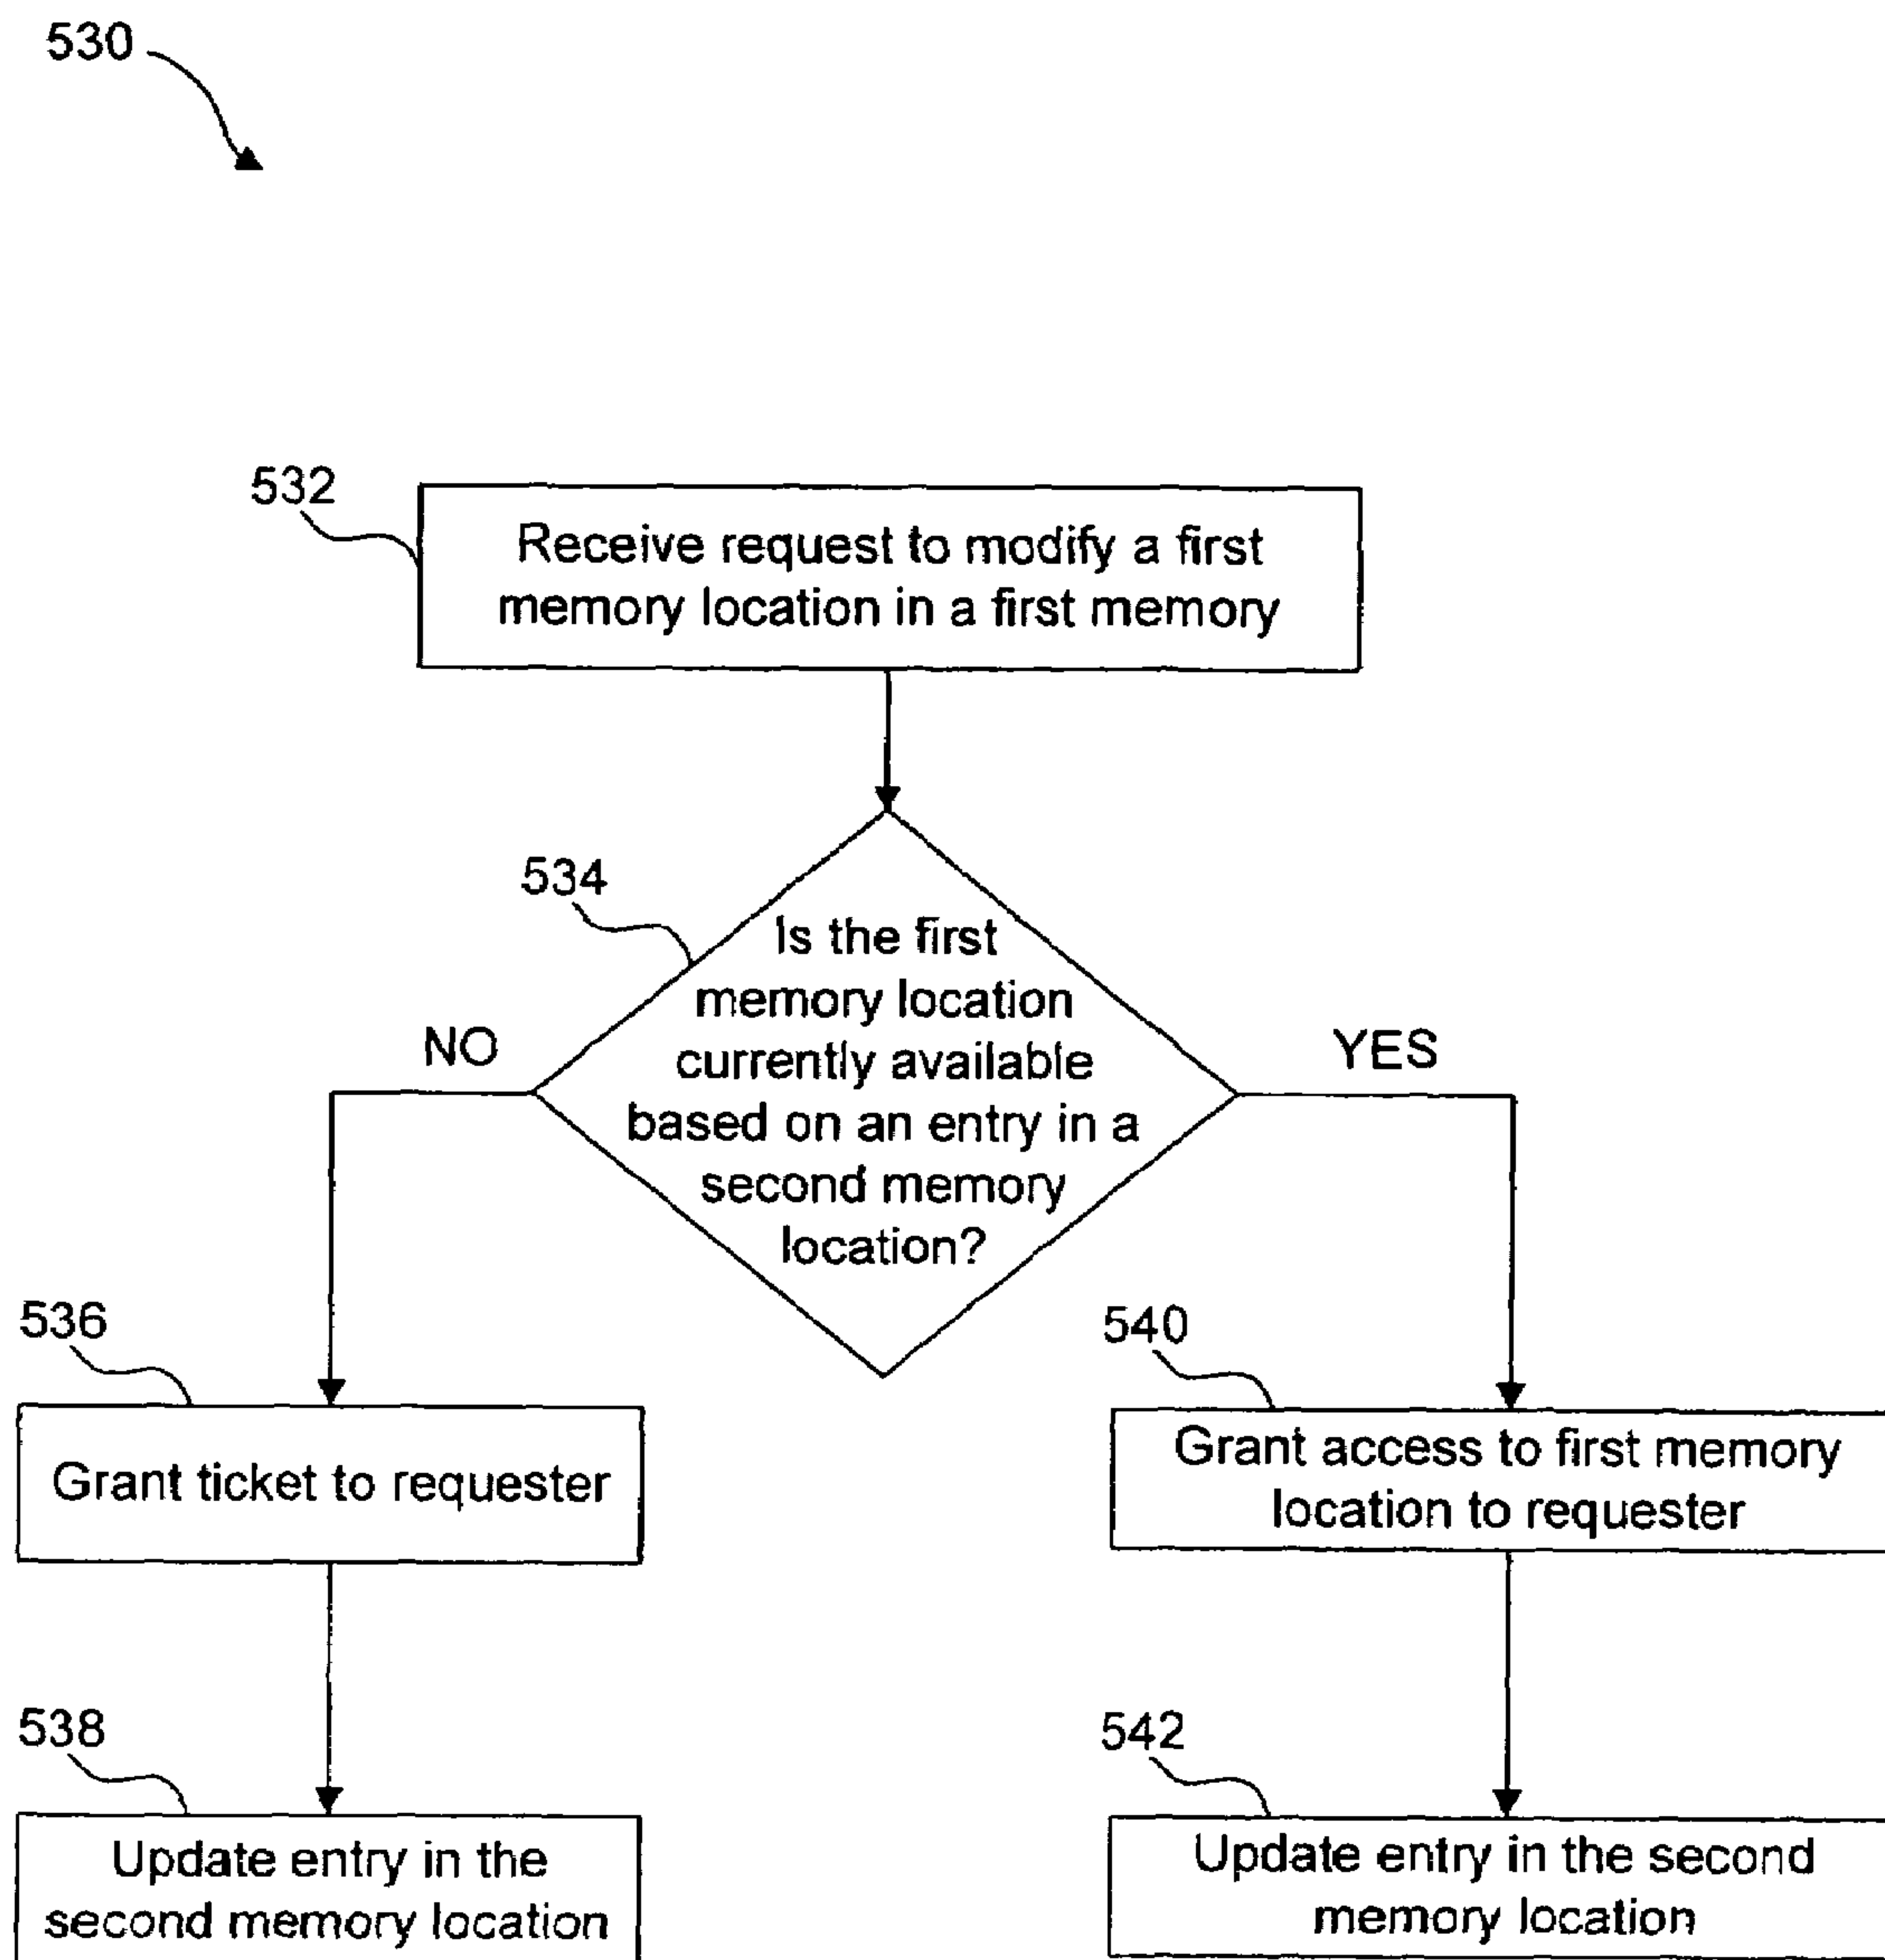 530
532
Receive request to modify a first
memory location in a first memory
534
Is the first
memory location
currently available
based on an entry in a
second memory
location?
NO
YES
536
Grant ticket to requester
540
Grant access to first memory
location to requester
538
Update entry in the
second memory location
542
Update entry in the second
memory location